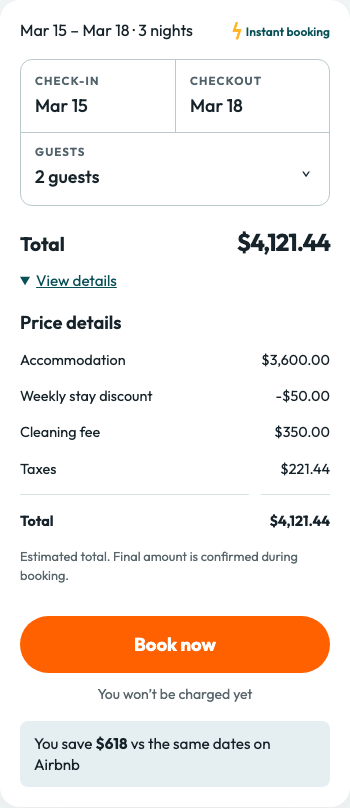 Mar 15 – Mar 18 · 3 nights
Instant booking
CHECK-IN
Mar 15
CHECKOUT
Mar 18
GUESTS
2 guests
Total $4,121.44
▼ View details
Price details
Accommodation $3,600.00
Weekly stay discount -$50.00
Cleaning fee $350.00
Taxes $221.44
Total $4,121.44
Estimated total. Final amount is confirmed during
booking.
Book now
You won't be charged yet
You save $618 vs the same dates on
Airbnb